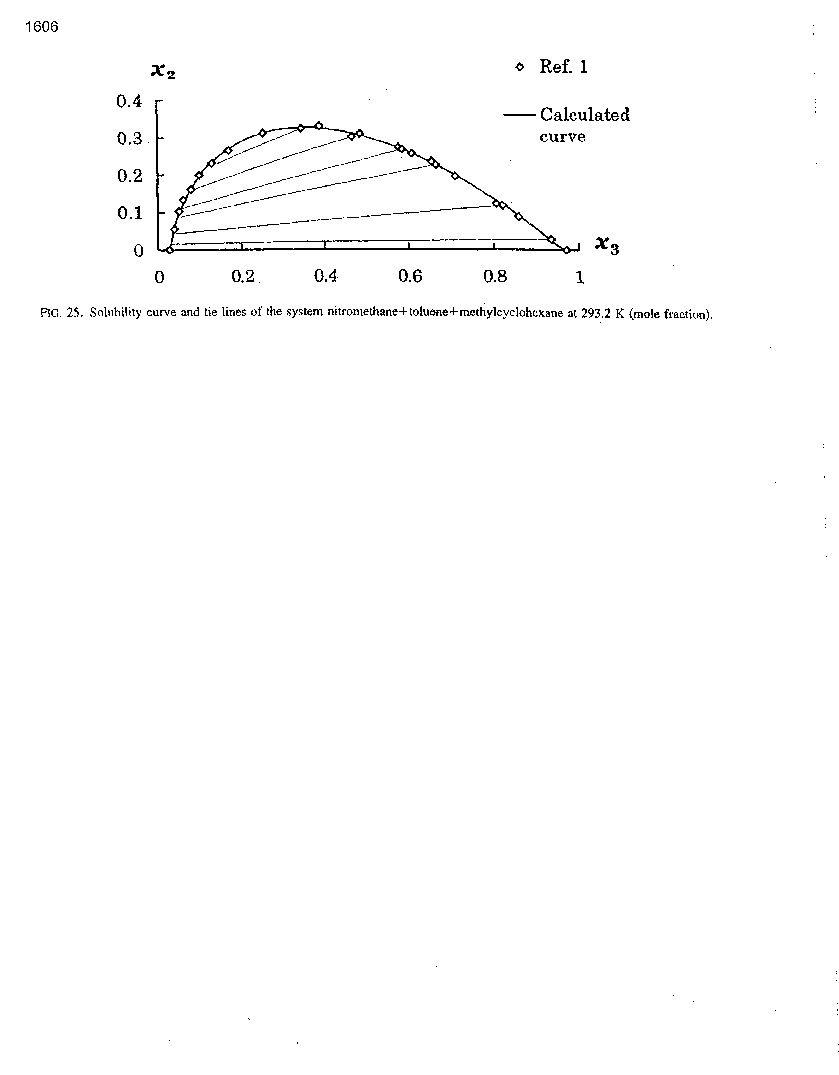 1606
x₂
◇ Ref. 1
— Calculated
curve
0.4
0.3
0.2
0.1
0
x₃
0 0.2 0.4 0.6 0.8 1
FIG. 25. Solubility curve and tie lines of the system nitromethane+toluene+methylcyclohexane at 293.2 K (mole fraction).